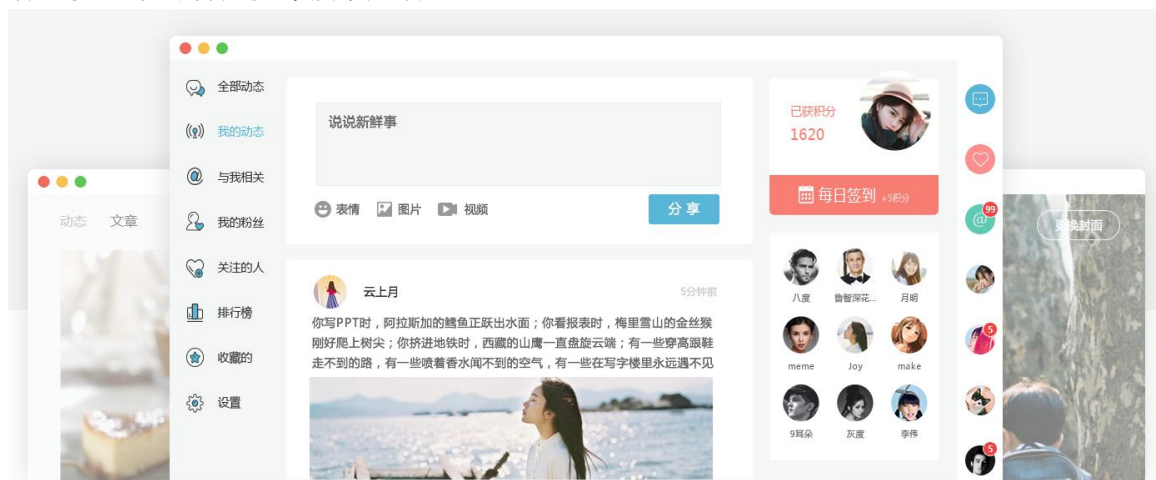 全部动态
我的动态
与我相关
我的粉丝
关注的人
排行榜
收藏的
设置
说说新鲜事
表情 图片 视频
分享
云上月
5分钟前
你写PPT时，阿拉斯加的鳕鱼正跃出水面；你看报表时，梅里雪山的金丝猴
刚好爬上树尖；你挤进地铁时，西藏的山鹰一直盘旋云端；有一些穿高跟鞋
走不到的路，有一些喷着香水闻不到的空气，有一些在写字楼里永远遇不见
已获积分
1620
每日签到 +5积分
八度 鲁智深花... 月明
meme Joy make
9耳朵 灰度 李伟
@ 99
5
5
动态 文章
更换封面